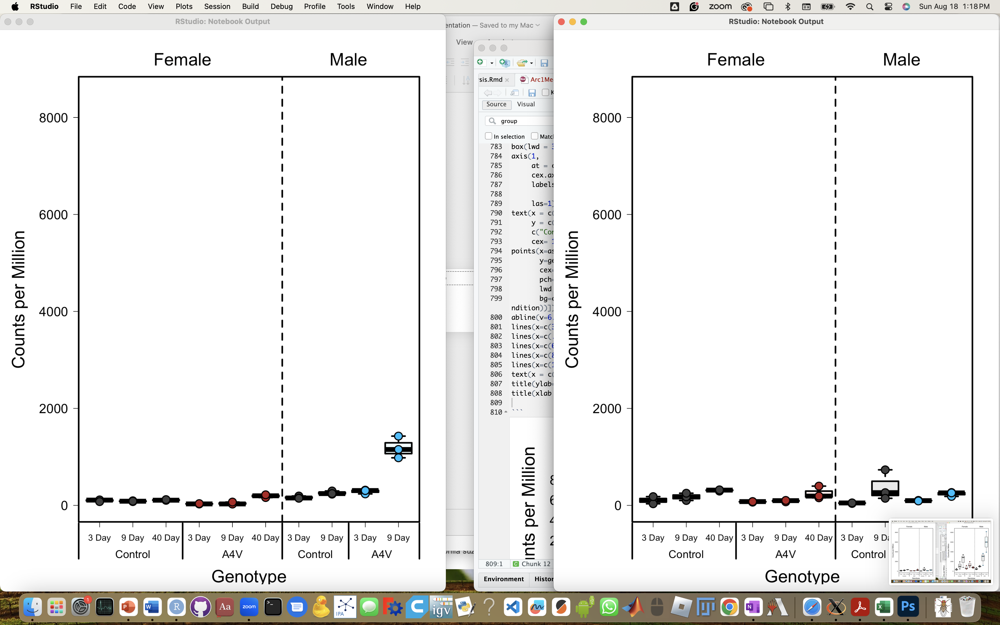 RStudio File Edit Code View Plots Session Build Debug Profile Tools Window Help
zoom Sun Aug 18 1:18 PM
RStudio: Notebook Output
Female Male
8000
6000
4000
2000
0
Counts per Million
3 Day 9 Day 40 Day 3 Day 9 Day 40 Day 3 Day 9 Day 3 Day 9 Day
Control A4V Control A4V
Genotype
entation — Saved to my Mac
View
sis.Rmd Arc1Me
Source Visual
group
In selection Matc
783 box(lwd = 3
784 axis(1,
785 at = c
786 cex.ax
787 labels
788
789 las=1)
790 text(x = c(
791 y = c(
792 c("Cor
793 cex= 1
794 points(x=as
795 y=ge
796 cex=
797 pch=
798 lwd
799 bg=c
ndition))])
800 abline(v=6.
801 lines(x=c(3
802 lines(x=c(.
803 lines(x=c(6
804 lines(x=c(8
805 lines(x=c(1
806 text(x = c(
807 title(ylab=
808 title(xlab
809
810 ```
nts per Million
809:1 C Chunk 12
Environment Histor
RStudio: Notebook Output
Female Male
8000
6000
4000
2000
0
Counts per Million
3 Day 9 Day 40 Day 3 Day 9 Day 40 Day 3 Day 9 Da
Control A4V Control
Genotype
1
P W R Aa zoom >_ IPA igv ? N X Ps